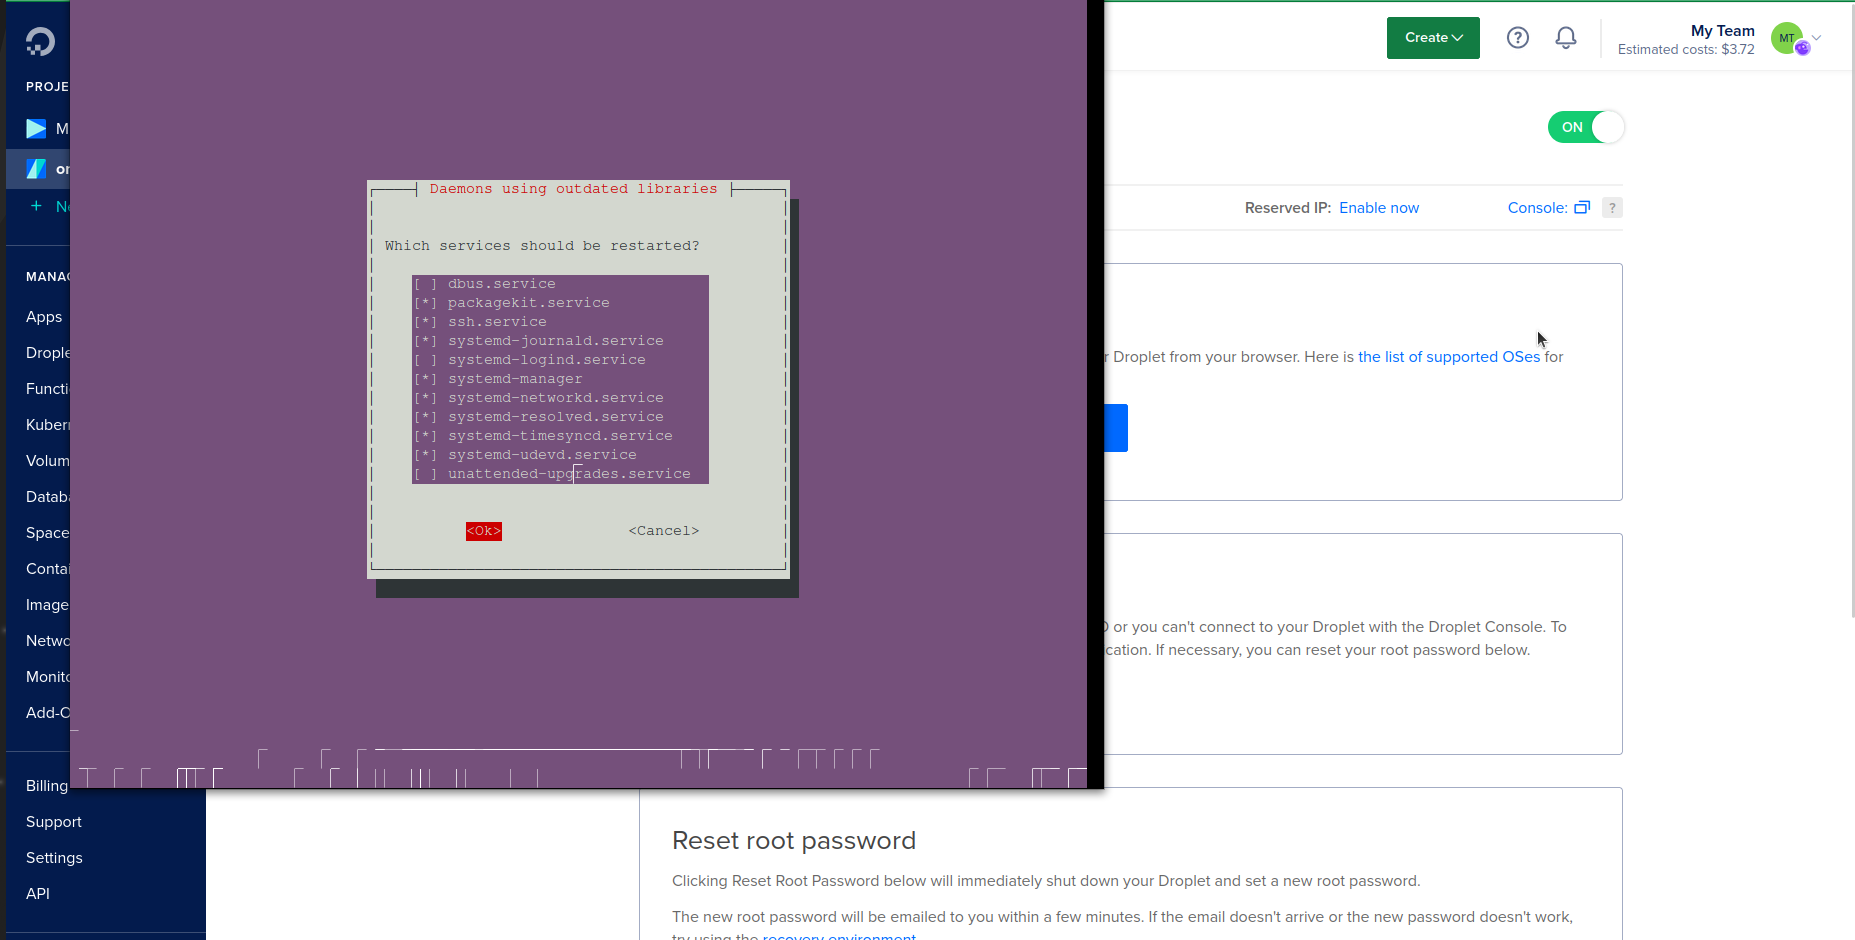 Create
?
My Team
Estimated costs: $3.72
MT
PROJE
M
or
+ Ne
MANA
Apps
Drople
Functi
Kubern
Volum
Databa
Space
Contai
Image
Netwo
Monito
Add-O
Billing
Support
Settings
API
Daemons using outdated libraries
Which services should be restarted?
[ ] dbus.service
[*] packagekit.service
[*] ssh.service
[*] systemd-journald.service
[ ] systemd-logind.service
[*] systemd-manager
[*] systemd-networkd.service
[*] systemd-resolved.service
[*] systemd-timesyncd.service
[*] systemd-udevd.service
[ ] unattended-upgrades.service
<Ok> <Cancel>
ON
Reserved IP: Enable now
Console: ?
r Droplet from your browser. Here is the list of supported OSes for
or you can't connect to your Droplet with the Droplet Console. To
cation. If necessary, you can reset your root password below.
Reset root password
Clicking Reset Root Password below will immediately shut down your Droplet and set a new root password.
The new root password will be emailed to you within a few minutes. If the email doesn't arrive or the new password doesn't work,
try using the recovery environment.